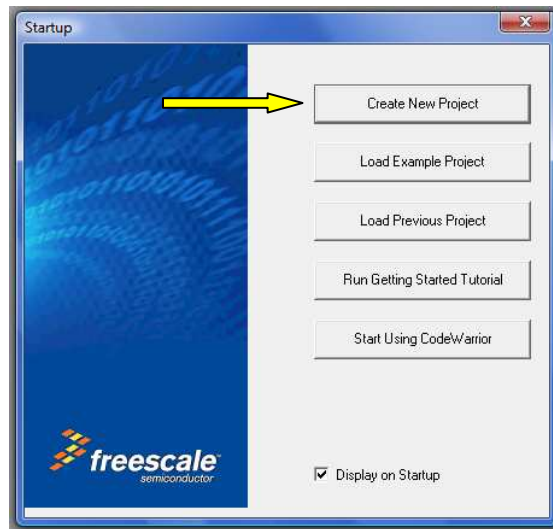 Startup
Create New Project
Load Example Project
Load Previous Project
Run Getting Started Tutorial
Start Using CodeWarrior
freescale
semiconductor
Display on Startup